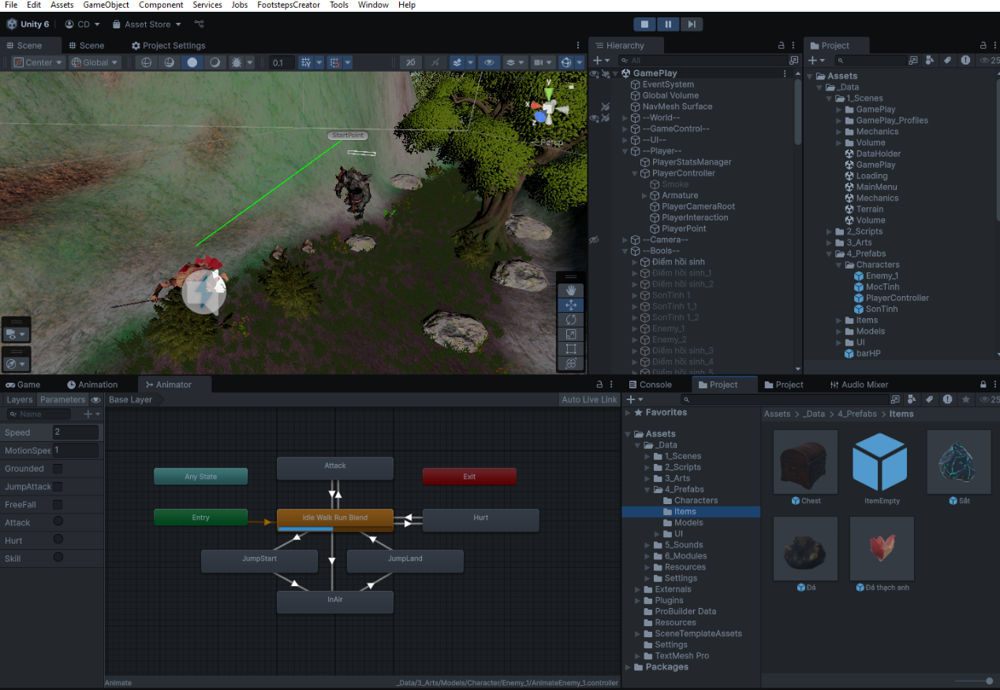 File Edit Assets GameObject Component Services Jobs FootstepsCreator Tools Window Help
Unity 6 CD Asset Store
Scene Scene Project Settings
Center Global 0.1
StartPoint
Persp
x y z
Hierarchy
All
GamePlay
EventSystem
Global Volume
NavMesh Surface
--World--
--GameControl--
--UI--
--Player--
PlayerStatsManager
PlayerController
Smoke
Armature
PlayerCameraRoot
PlayerInteraction
PlayerPoint
--Camera--
--Bools--
Điểm hồi sinh
Điểm hồi sinh_1
Điểm hồi sinh_2
SonTinh 1
SonTinh 1_1
SonTinh 1_2
Enemy_1
Enemy_2
Điểm hồi sinh_3
Điểm hồi sinh_4
Điểm hồi sinh_5
Project
25
Assets
_Data
1_Scenes
GamePlay
GamePlay_Profiles
Mechanics
Volume
DataHolder
GamePlay
Loading
MainMenu
Mechanics
Terrain
Volume
2_Scripts
3_Arts
4_Prefabs
Characters
Enemy_1
MocTinh
PlayerController
SonTinh
Items
Models
UI
barHP
Game Animation Animator
Layers Parameters Base Layer Auto Live Link
Name
Speed 2
MotionSpee 1
Grounded
JumpAttack
FreeFall
Attack
Hurt
Skill
Attack
Any State
Exit
Entry
Idle Walk Run Blend
Hurt
JumpStart
JumpLand
InAir
Animate
_Data/3_Arts/Models/Character/Enemy_1/AnimateEnemy_1.controller
Console Project Project Audio Mixer
25
Favorites
Assets
_Data
1_Scenes
2_Scripts
3_Arts
4_Prefabs
Characters
Items
Models
UI
5_Sounds
6_Modules
Resources
Settings
Externals
Plugins
ProBuilder Data
Resources
SceneTemplateAssets
Settings
TextMesh Pro
Packages
Assets > _Data > 4_Prefabs > Items
Chest
ItemEmpty
Sắt
Đá
Đá thạch anh